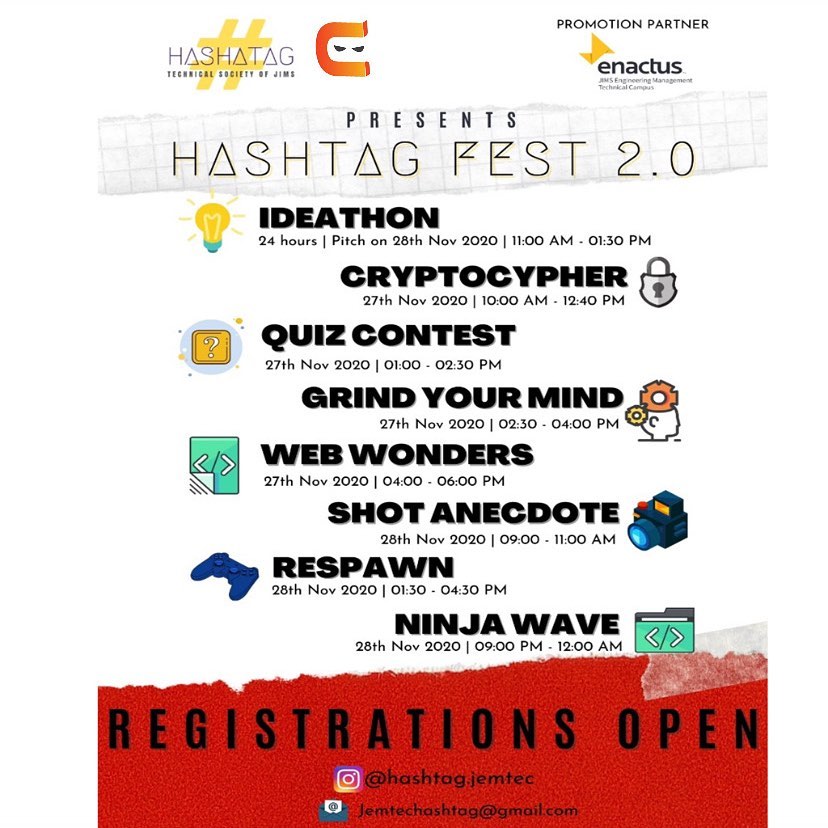 HASHATAG
TECHNICAL SOCIETY OF JIMS
PROMOTION PARTNER
enactus
JIMS Engineering Management
Technical Campus
PRESENTS
HASHTAG FEST 2.0
IDEATHON
24 hours | Pitch on 28th Nov 2020 | 11:00 AM - 01:30 PM
CRYPTOCYPHER
27th Nov 2020 | 10:00 AM - 12:40 PM
QUIZ CONTEST
27th Nov 2020 | 01:00 - 02:30 PM
GRIND YOUR MIND
27th Nov 2020 | 02:30 - 04:00 PM
WEB WONDERS
27th Nov 2020 | 04:00 - 06:00 PM
SHOT ANECDOTE
28th Nov 2020 | 09:00 - 11:00 AM
RESPAWN
28th Nov 2020 | 01:30 - 04:30 PM
NINJA WAVE
28th Nov 2020 | 09:00 PM - 12:00 AM
REGISTRATIONS OPEN
@hashtag.jemtec
Jemtechashtag@gmail.com